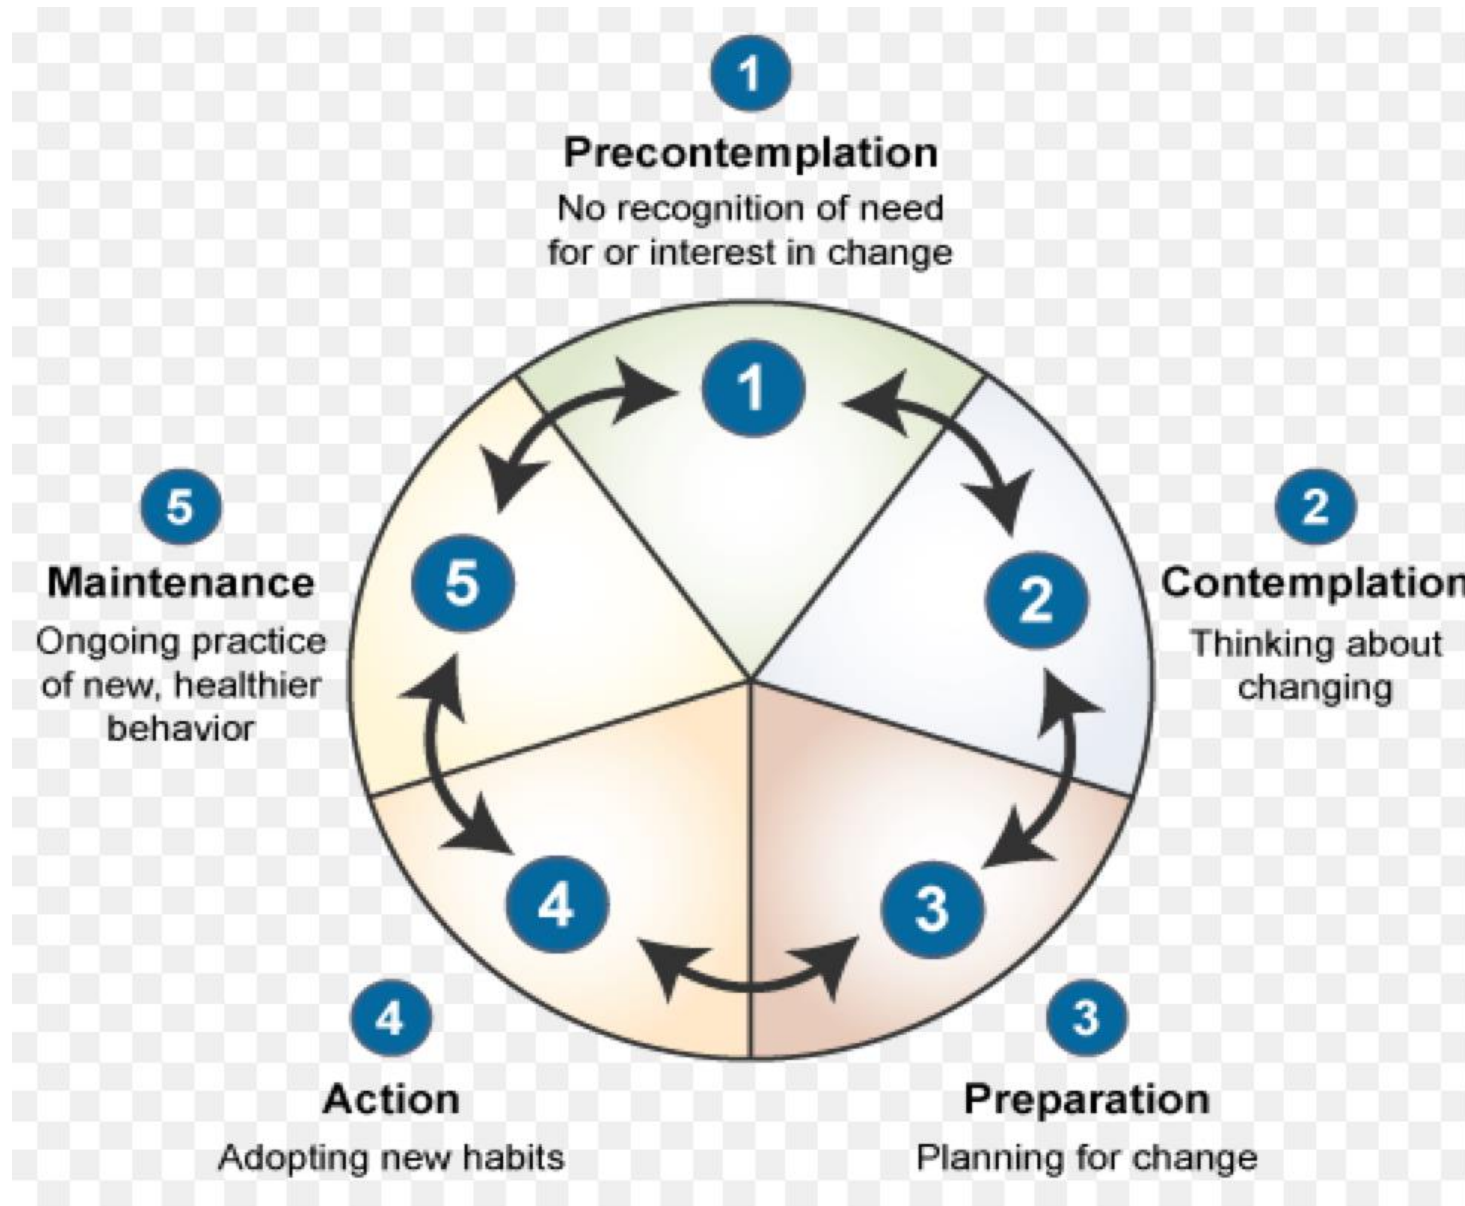 1
Precontemplation
No recognition of need
for or interest in change
1
2
3
4
5
2
Contemplation
Thinking about
changing
3
Preparation
Planning for change
4
Action
Adopting new habits
5
Maintenance
Ongoing practice
of new, healthier
behavior